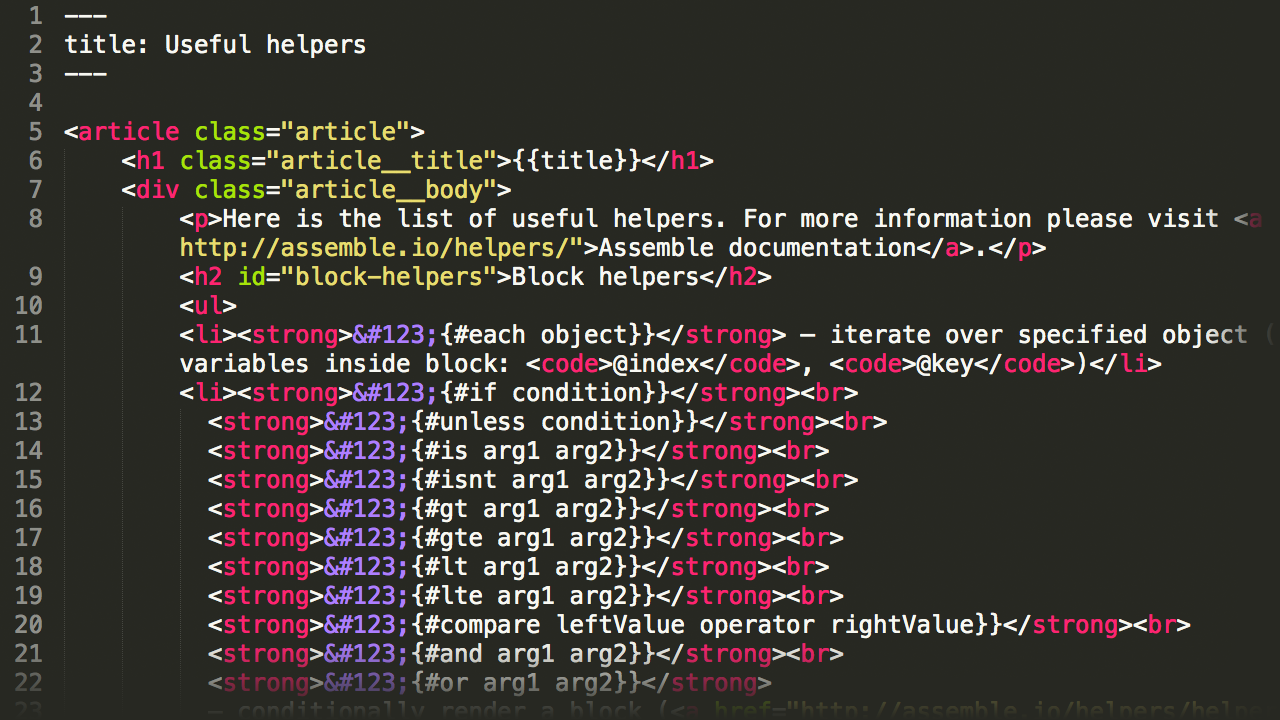 1 ---
2 title: Useful helpers
3 ---
4
5 <article class="article">
6 <h1 class="article__title">{{title}}</h1>
7 <div class="article__body">
8 <p>Here is the list of useful helpers. For more information please visit <a
http://assemble.io/helpers/">Assemble documentation</a>.</p>
9 <h2 id="block-helpers">Block helpers</h2>
10 <ul>
11 <li><strong>&#123;{#each object}}</strong> — iterate over specified object (
variables inside block: <code>@index</code>, <code>@key</code>)</li>
12 <li><strong>&#123;{#if condition}}</strong><br>
13 <strong>&#123;{#unless condition}}</strong><br>
14 <strong>&#123;{#is arg1 arg2}}</strong><br>
15 <strong>&#123;{#isnt arg1 arg2}}</strong><br>
16 <strong>&#123;{#gt arg1 arg2}}</strong><br>
17 <strong>&#123;{#gte arg1 arg2}}</strong><br>
18 <strong>&#123;{#lt arg1 arg2}}</strong><br>
19 <strong>&#123;{#lte arg1 arg2}}</strong><br>
20 <strong>&#123;{#compare leftValue operator rightValue}}</strong><br>
21 <strong>&#123;{#and arg1 arg2}}</strong><br>
22 <strong>&#123;{#or arg1 arg2}}</strong>
23 — conditionally render a block (<a href="http://assemble.io/helpers/helpe